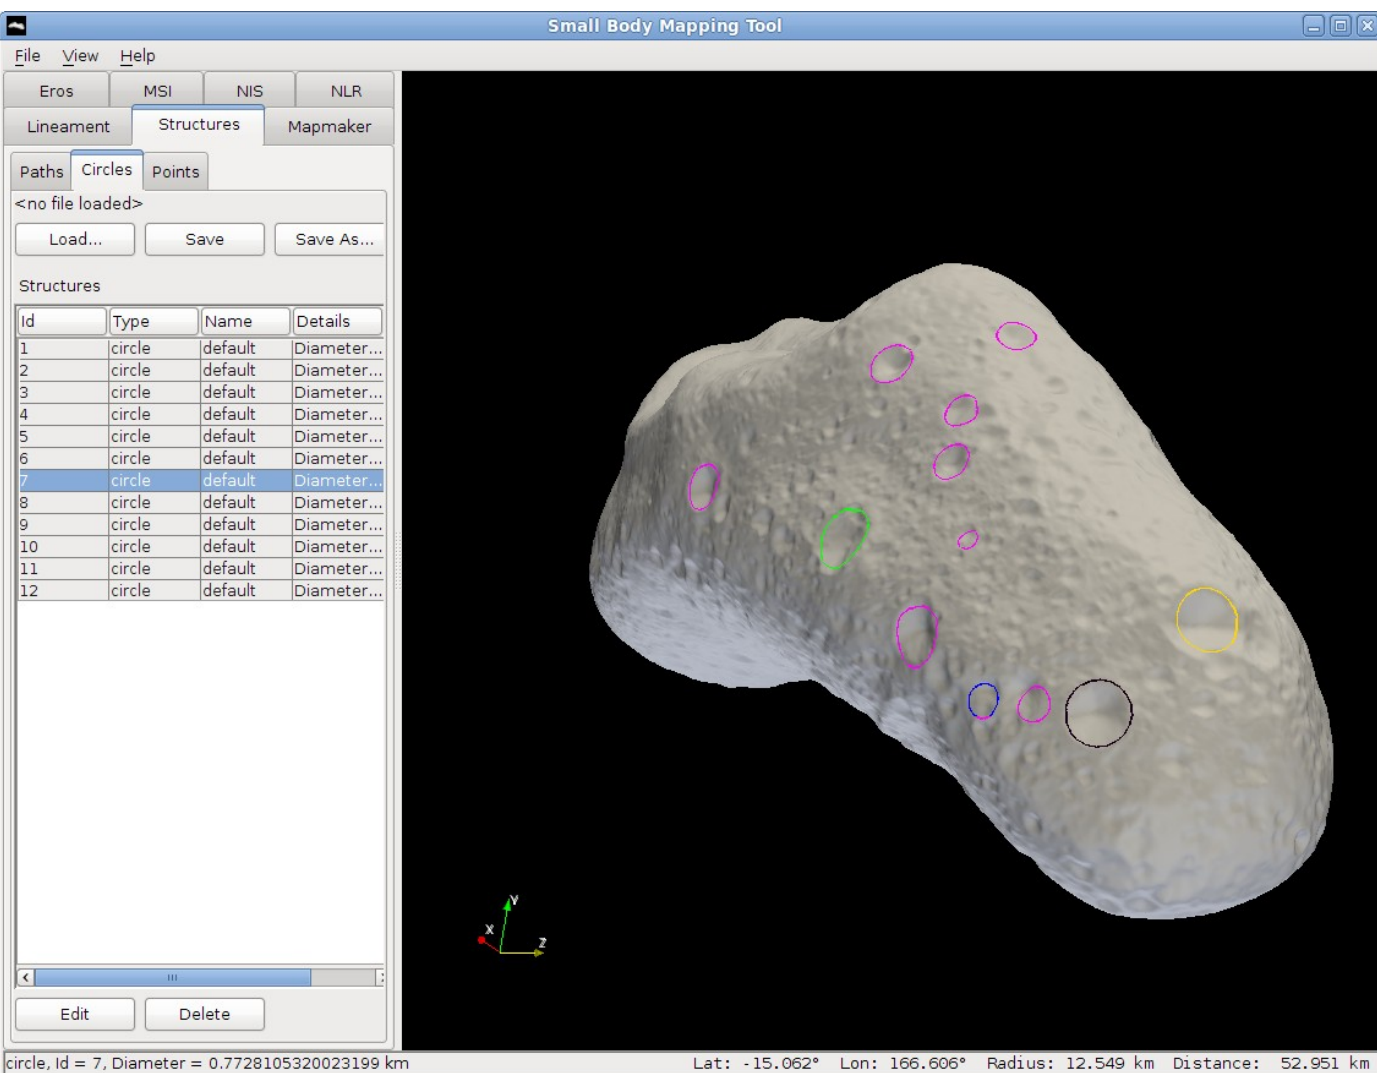 Small Body Mapping Tool
File View Help
Eros MSI NIS NLR
Lineament Structures Mapmaker
Paths Circles Points
<no file loaded>
Load... Save Save As...
Structures
Id Type Name Details
1 circle default Diameter...
2 circle default Diameter...
3 circle default Diameter...
4 circle default Diameter...
5 circle default Diameter...
6 circle default Diameter...
7 circle default Diameter...
8 circle default Diameter...
9 circle default Diameter...
10 circle default Diameter...
11 circle default Diameter...
12 circle default Diameter...
Y
X
Z
Edit Delete
circle, Id = 7, Diameter = 0.7728105320023199 km Lat: -15.062° Lon: 166.606° Radius: 12.549 km Distance: 52.951 km